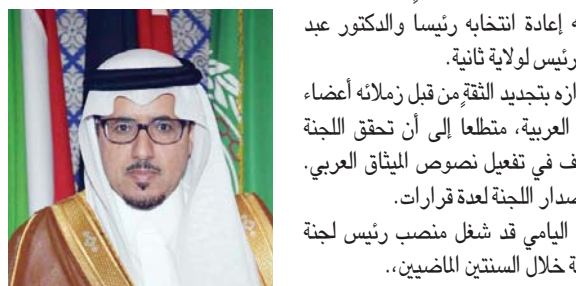 ه إعادة انتخابه رئيساً والدكتور عبد
رئيس لولاية ثانية.
ازه بتجديد الثقةٍ من قبل زملائه أعضاء
العربية، متطلعا إلى أن تحقق اللجنة
ف في تفعيل نصوص الميثاق العربي.
صدار اللجنة لعدة قرارات.
اليامي قد شغل منصب رئيس لجنة
ة خلال السنتين الماضيين،.